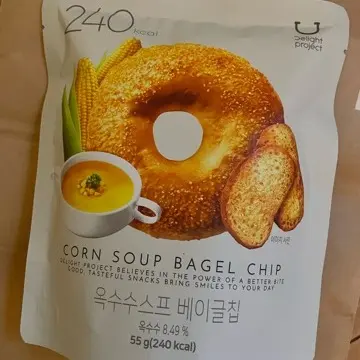 240 kcal
Delight
project
CORN SOUP BAGEL CHIP
DELIGHT PROJECT BELIEVES IN THE POWER OF A BETTER BITE
GOOD, TASTEFUL SNACKS BRING SMILES TO YOUR DAY
옥수수스프 베이글칩
옥수수 8.49%
55 g(240 kcal)